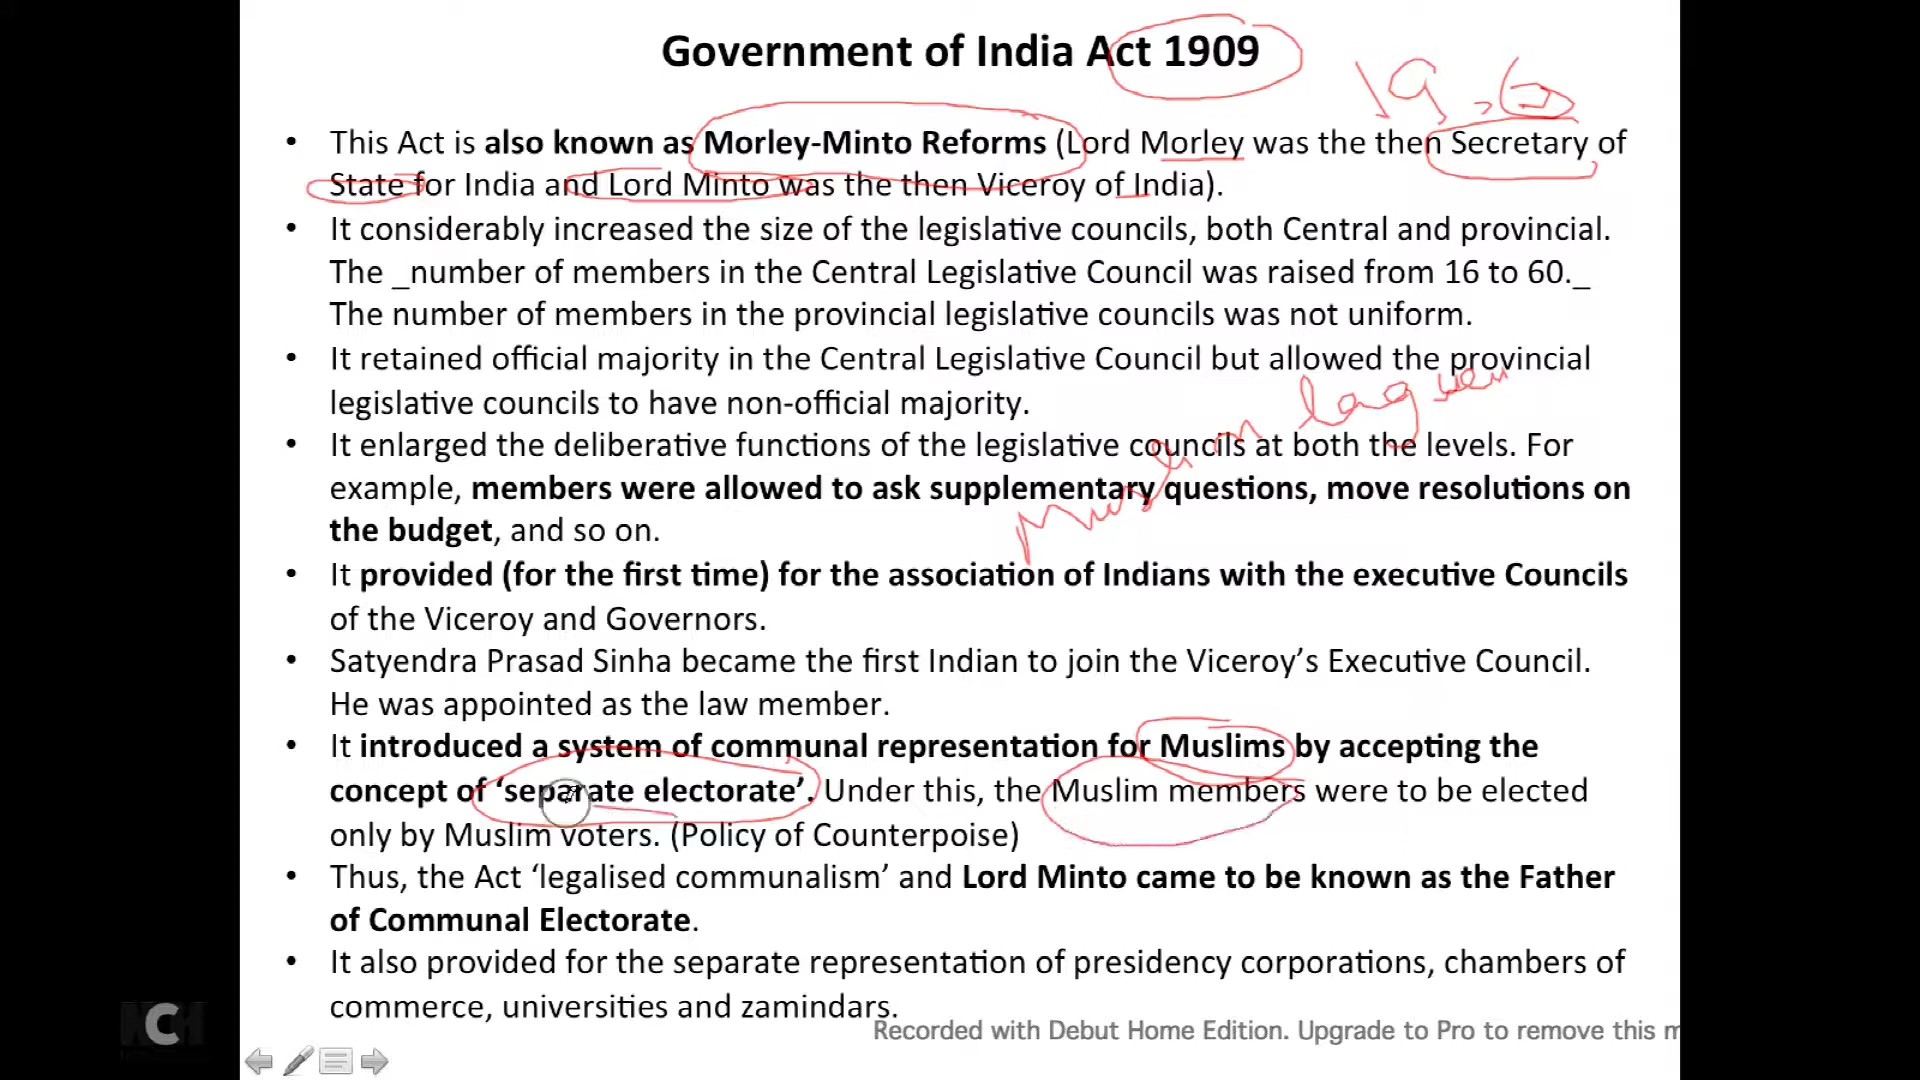 Government of India Act 1909
• This Act is also known as Morley-Minto Reforms (Lord Morley was the then Secretary of
State for India and Lord Minto was the then Viceroy of India).
• It considerably increased the size of the legislative councils, both Central and provincial.
The _number of members in the Central Legislative Council was raised from 16 to 60._
The number of members in the provincial legislative councils was not uniform.
• It retained official majority in the Central Legislative Council but allowed the provincial
legislative councils to have non-official majority.
• It enlarged the deliberative functions of the legislative councils at both the levels. For
example, members were allowed to ask supplementary questions, move resolutions on
the budget, and so on.
• It provided (for the first time) for the association of Indians with the executive Councils
of the Viceroy and Governors.
• Satyendra Prasad Sinha became the first Indian to join the Viceroy’s Executive Council.
He was appointed as the law member.
• It introduced a system of communal representation for Muslims by accepting the
concept of ‘separate electorate’. Under this, the Muslim members were to be elected
only by Muslim voters. (Policy of Counterpoise)
• Thus, the Act ‘legalised communalism’ and Lord Minto came to be known as the Father
of Communal Electorate.
• It also provided for the separate representation of presidency corporations, chambers of
commerce, universities and zamindars.
Recorded with Debut Home Edition. Upgrade to Pro to remove this m